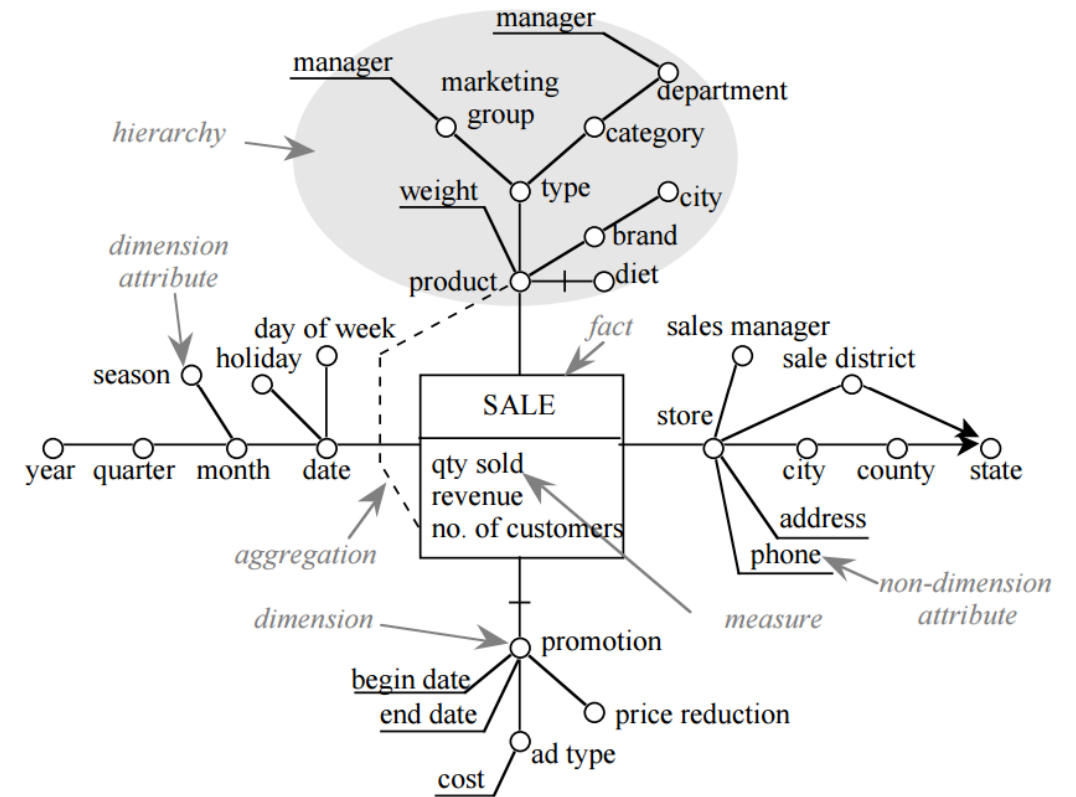 manager
manager
marketing
group
department
hierarchy
category
weight
type
city
brand
dimension
attribute
product
diet
day of week
fact
sales manager
holiday
sale district
season
SALE
store
year
quarter
month
date
qty sold
city
county
state
revenue
no. of customers
address
aggregation
phone
non-dimension
attribute
dimension
measure
promotion
begin date
end date
price reduction
ad type
cost